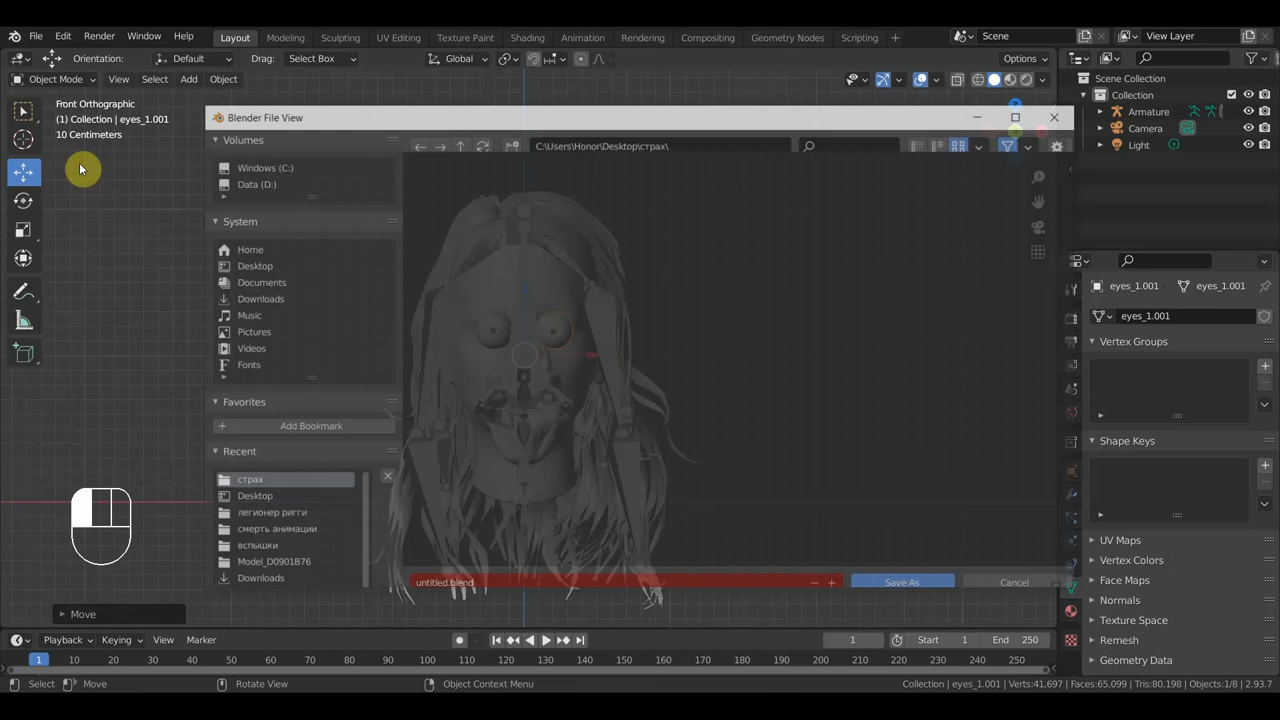 File Edit Render Window Help Layout Modeling Sculpting UV Editing Texture Paint Shading Animation Rendering Compositing Geometry Nodes Scripting + Scene View Layer
Orientation: Default Drag: Select Box Global Options
Object Mode View Select Add Object
Scene Collection
Collection
Armature
Camera
Light
Front Orthographic
(1) Collection | eyes_1.001
10 Centimeters
Blender File View
Volumes
Windows (C:)
Data (D:)
System
Home
Desktop
Documents
Downloads
Music
Pictures
Videos
Fonts
Favorites
Add Bookmark
Recent
страх
Desktop
легионер ригги
смерть анимации
вспышки
Model_D0901B76
Downloads
C:\Users\Honor\Desktop\страх\
untitled.blend
Save As
Cancel
eyes_1.001 eyes_1.001
eyes_1.001
Vertex Groups
Shape Keys
UV Maps
Vertex Colors
Face Maps
Normals
Texture Space
Remesh
Geometry Data
Move
Playback Keying View Marker 1 Start 1 End 250
1 10 20 30 40 50 60 70 80 90 100 110 120 130 140 150 160 170 180 190 200 210 220 230 240 250
Select Move Rotate View Object Context Menu Collection | eyes_1.001 | Verts:41,697 | Faces:65,099 | Tris:80,198 | Objects:1/8 | 2.93.7